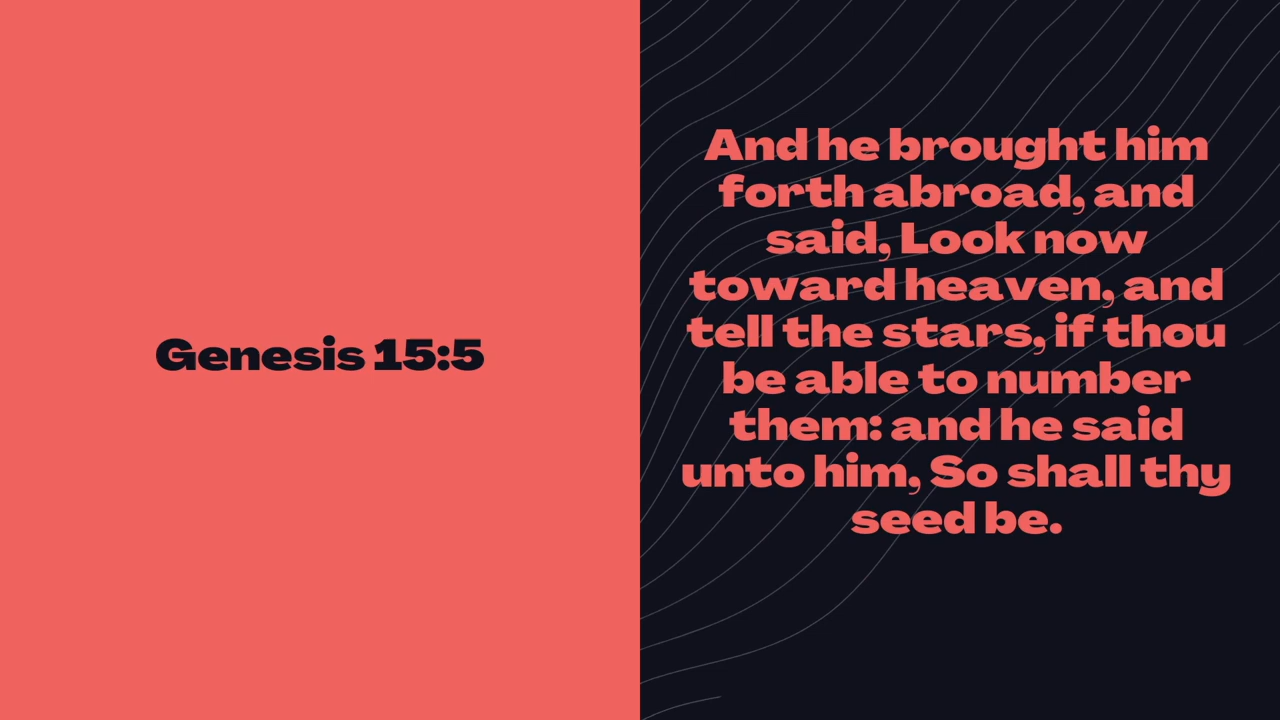 Genesis 15:5
And he brought him
forth abroad, and
said, Look now
toward heaven, and
tell the stars, if thou
be able to number
them: and he said
unto him, So shall thy
seed be.